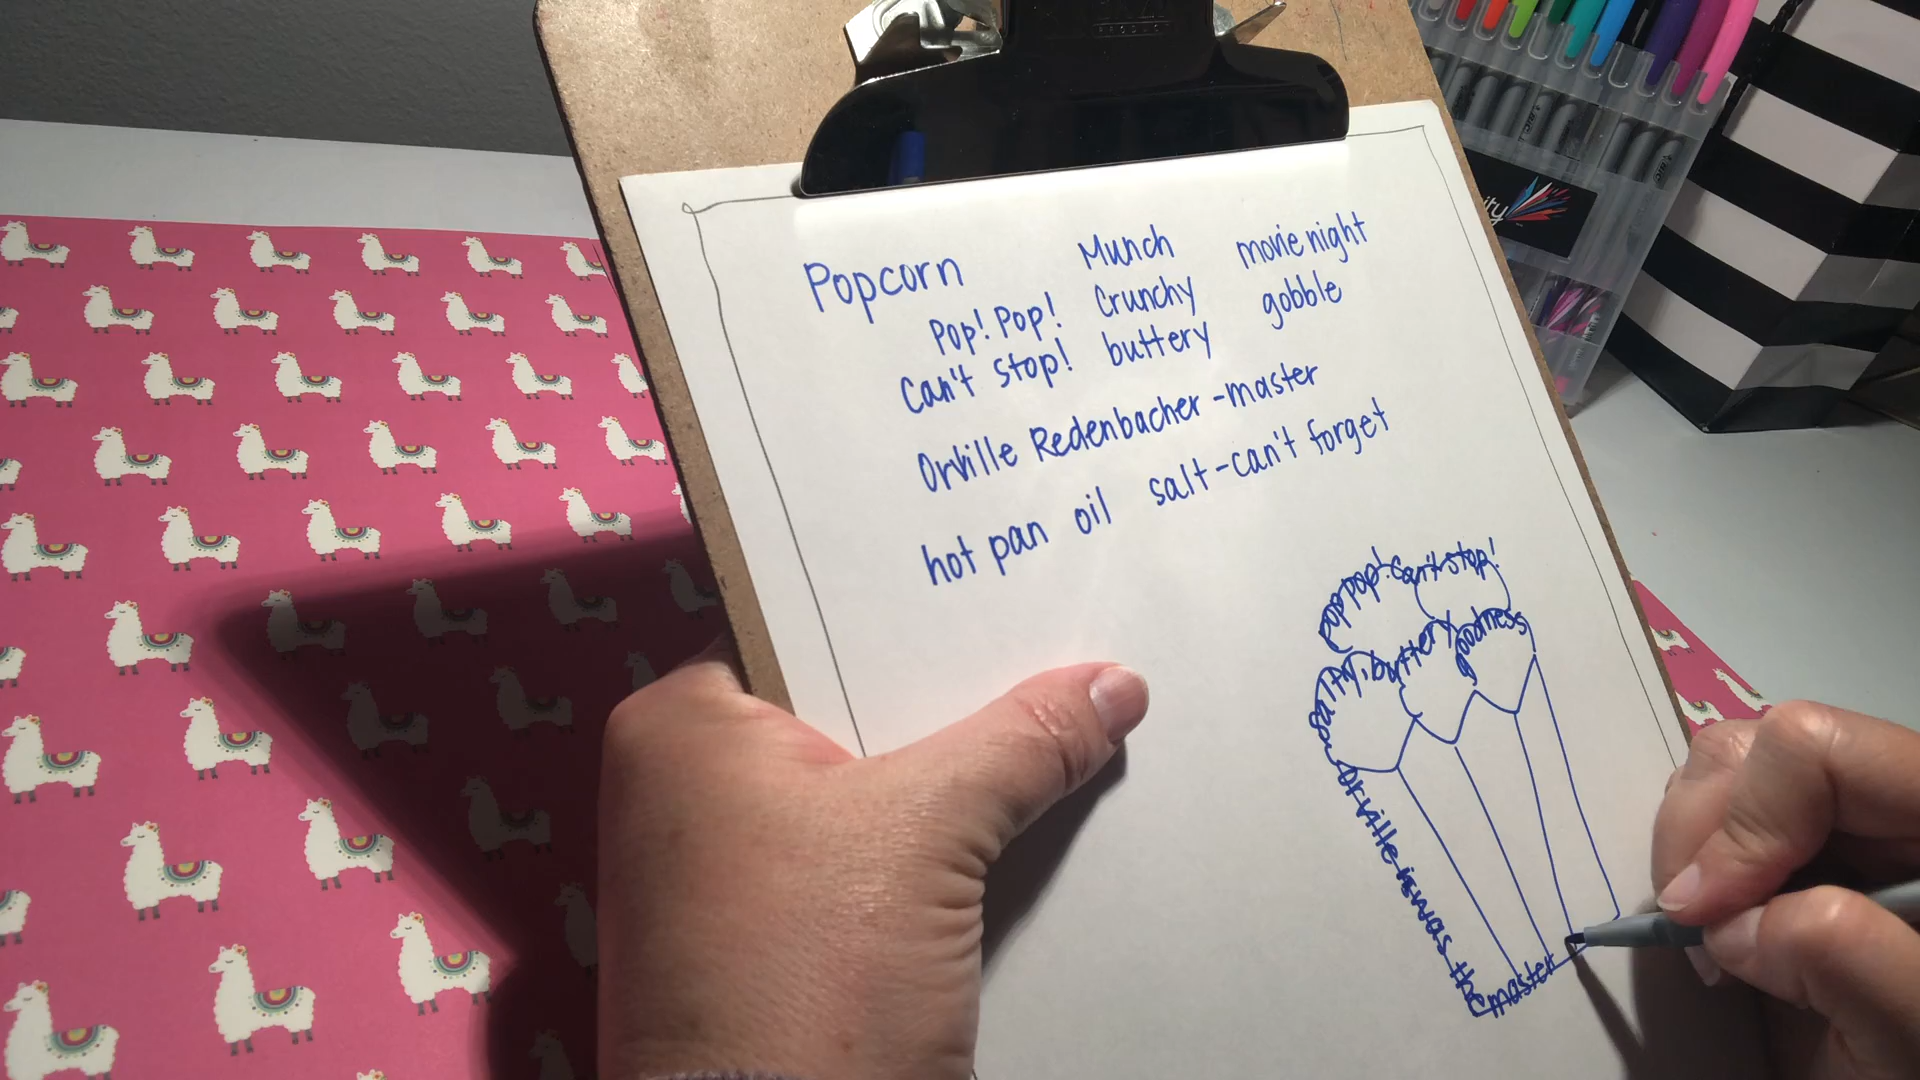 Popcorn
Munch
movie night
Pop! Pop!
Crunchy
gobble
Can't stop!
buttery
Orville Redenbacher - master
hot pan oil salt - can't forget
pop pop! can't stop!
salty, buttery goodness
Orville was the master